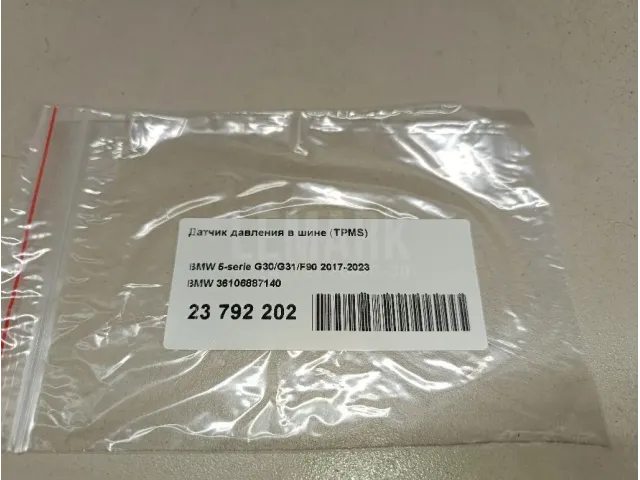 Датчик давления в шине (TPMS)
BMW 5-serie G30/G31/F90 2017-2023
BMW 36106887140
23 792 202